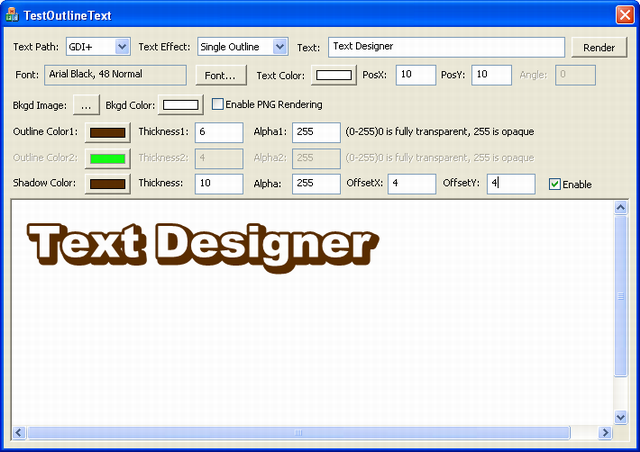 TestOutlineText
Text Path: GDI+ Text Effect: Single Outline Text: Text Designer Render
Font: Arial Black, 48 Normal Font... Text Color: PosX: 10 PosY: 10 Angle: 0
Bkgd Image: ... Bkgd Color: Enable PNG Rendering
Outline Color1: Thickness1: 6 Alpha1: 255 (0-255)0 is fully transparent, 255 is opaque
Outline Color2: Thickness2: 4 Alpha2: 255 (0-255)0 is fully transparent, 255 is opaque
Shadow Color: Thickness: 10 Alpha: 255 OffsetX: 4 OffsetY: 4 Enable
Text Designer